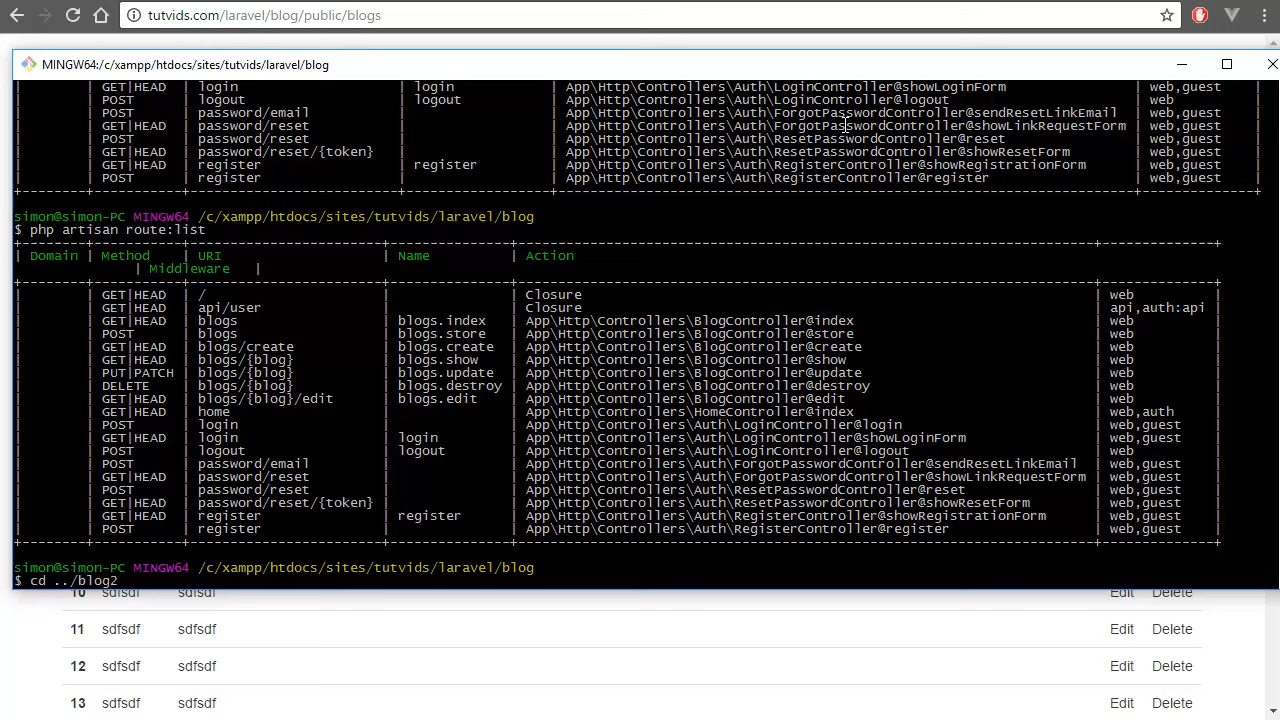 tutvids.com/laravel/blog/public/blogs
MINGW64:/c/xampp/htdocs/sites/tutvids/laravel/blog
| | GET|HEAD | login | login | App\Http\Controllers\Auth\LoginController@showLoginForm | web,guest |
| | POST | logout | logout | App\Http\Controllers\Auth\LoginController@logout | web |
| | POST | password/email | | App\Http\Controllers\Auth\ForgotPasswordController@sendResetLinkEmail | web,guest |
| | GET|HEAD | password/reset | | App\Http\Controllers\Auth\ForgotPasswordController@showLinkRequestForm | web,guest |
| | POST | password/reset | | App\Http\Controllers\Auth\ResetPasswordController@reset | web,guest |
| | GET|HEAD | password/reset/{token} | | App\Http\Controllers\Auth\ResetPasswordController@showResetForm | web,guest |
| | GET|HEAD | register | register | App\Http\Controllers\Auth\RegisterController@showRegistrationForm | web,guest |
| | POST | register | | App\Http\Controllers\Auth\RegisterController@register | web,guest |
simon@simon-PC MINGW64 /c/xampp/htdocs/sites/tutvids/laravel/blog
$ php artisan route:list
| Domain | Method | URI | Name | Action
| Middleware |
| | GET|HEAD | / | | Closure | web |
| | GET|HEAD | api/user | | Closure | api,auth:api |
| | GET|HEAD | blogs | blogs.index | App\Http\Controllers\BlogController@index | web |
| | POST | blogs | blogs.store | App\Http\Controllers\BlogController@store | web |
| | GET|HEAD | blogs/create | blogs.create | App\Http\Controllers\BlogController@create | web |
| | GET|HEAD | blogs/{blog} | blogs.show | App\Http\Controllers\BlogController@show | web |
| | PUT|PATCH | blogs/{blog} | blogs.update | App\Http\Controllers\BlogController@update | web |
| | DELETE | blogs/{blog} | blogs.destroy | App\Http\Controllers\BlogController@destroy | web |
| | GET|HEAD | blogs/{blog}/edit | blogs.edit | App\Http\Controllers\BlogController@edit | web |
| | GET|HEAD | home | | App\Http\Controllers\HomeController@index | web,auth |
| | POST | login | | App\Http\Controllers\Auth\LoginController@login | web,guest |
| | GET|HEAD | login | login | App\Http\Controllers\Auth\LoginController@showLoginForm | web,guest |
| | POST | logout | logout | App\Http\Controllers\Auth\LoginController@logout | web |
| | POST | password/email | | App\Http\Controllers\Auth\ForgotPasswordController@sendResetLinkEmail | web,guest |
| | GET|HEAD | password/reset | | App\Http\Controllers\Auth\ForgotPasswordController@showLinkRequestForm | web,guest |
| | POST | password/reset | | App\Http\Controllers\Auth\ResetPasswordController@reset | web,guest |
| | GET|HEAD | password/reset/{token} | | App\Http\Controllers\Auth\ResetPasswordController@showResetForm | web,guest |
| | GET|HEAD | register | register | App\Http\Controllers\Auth\RegisterController@showRegistrationForm | web,guest |
| | POST | register | | App\Http\Controllers\Auth\RegisterController@register | web,guest |
simon@simon-PC MINGW64 /c/xampp/htdocs/sites/tutvids/laravel/blog
$ cd ../blog2
10 sdfsdf sdfsdf Edit Delete
11 sdfsdf sdfsdf Edit Delete
12 sdfsdf sdfsdf Edit Delete
13 sdfsdf sdfsdf Edit Delete